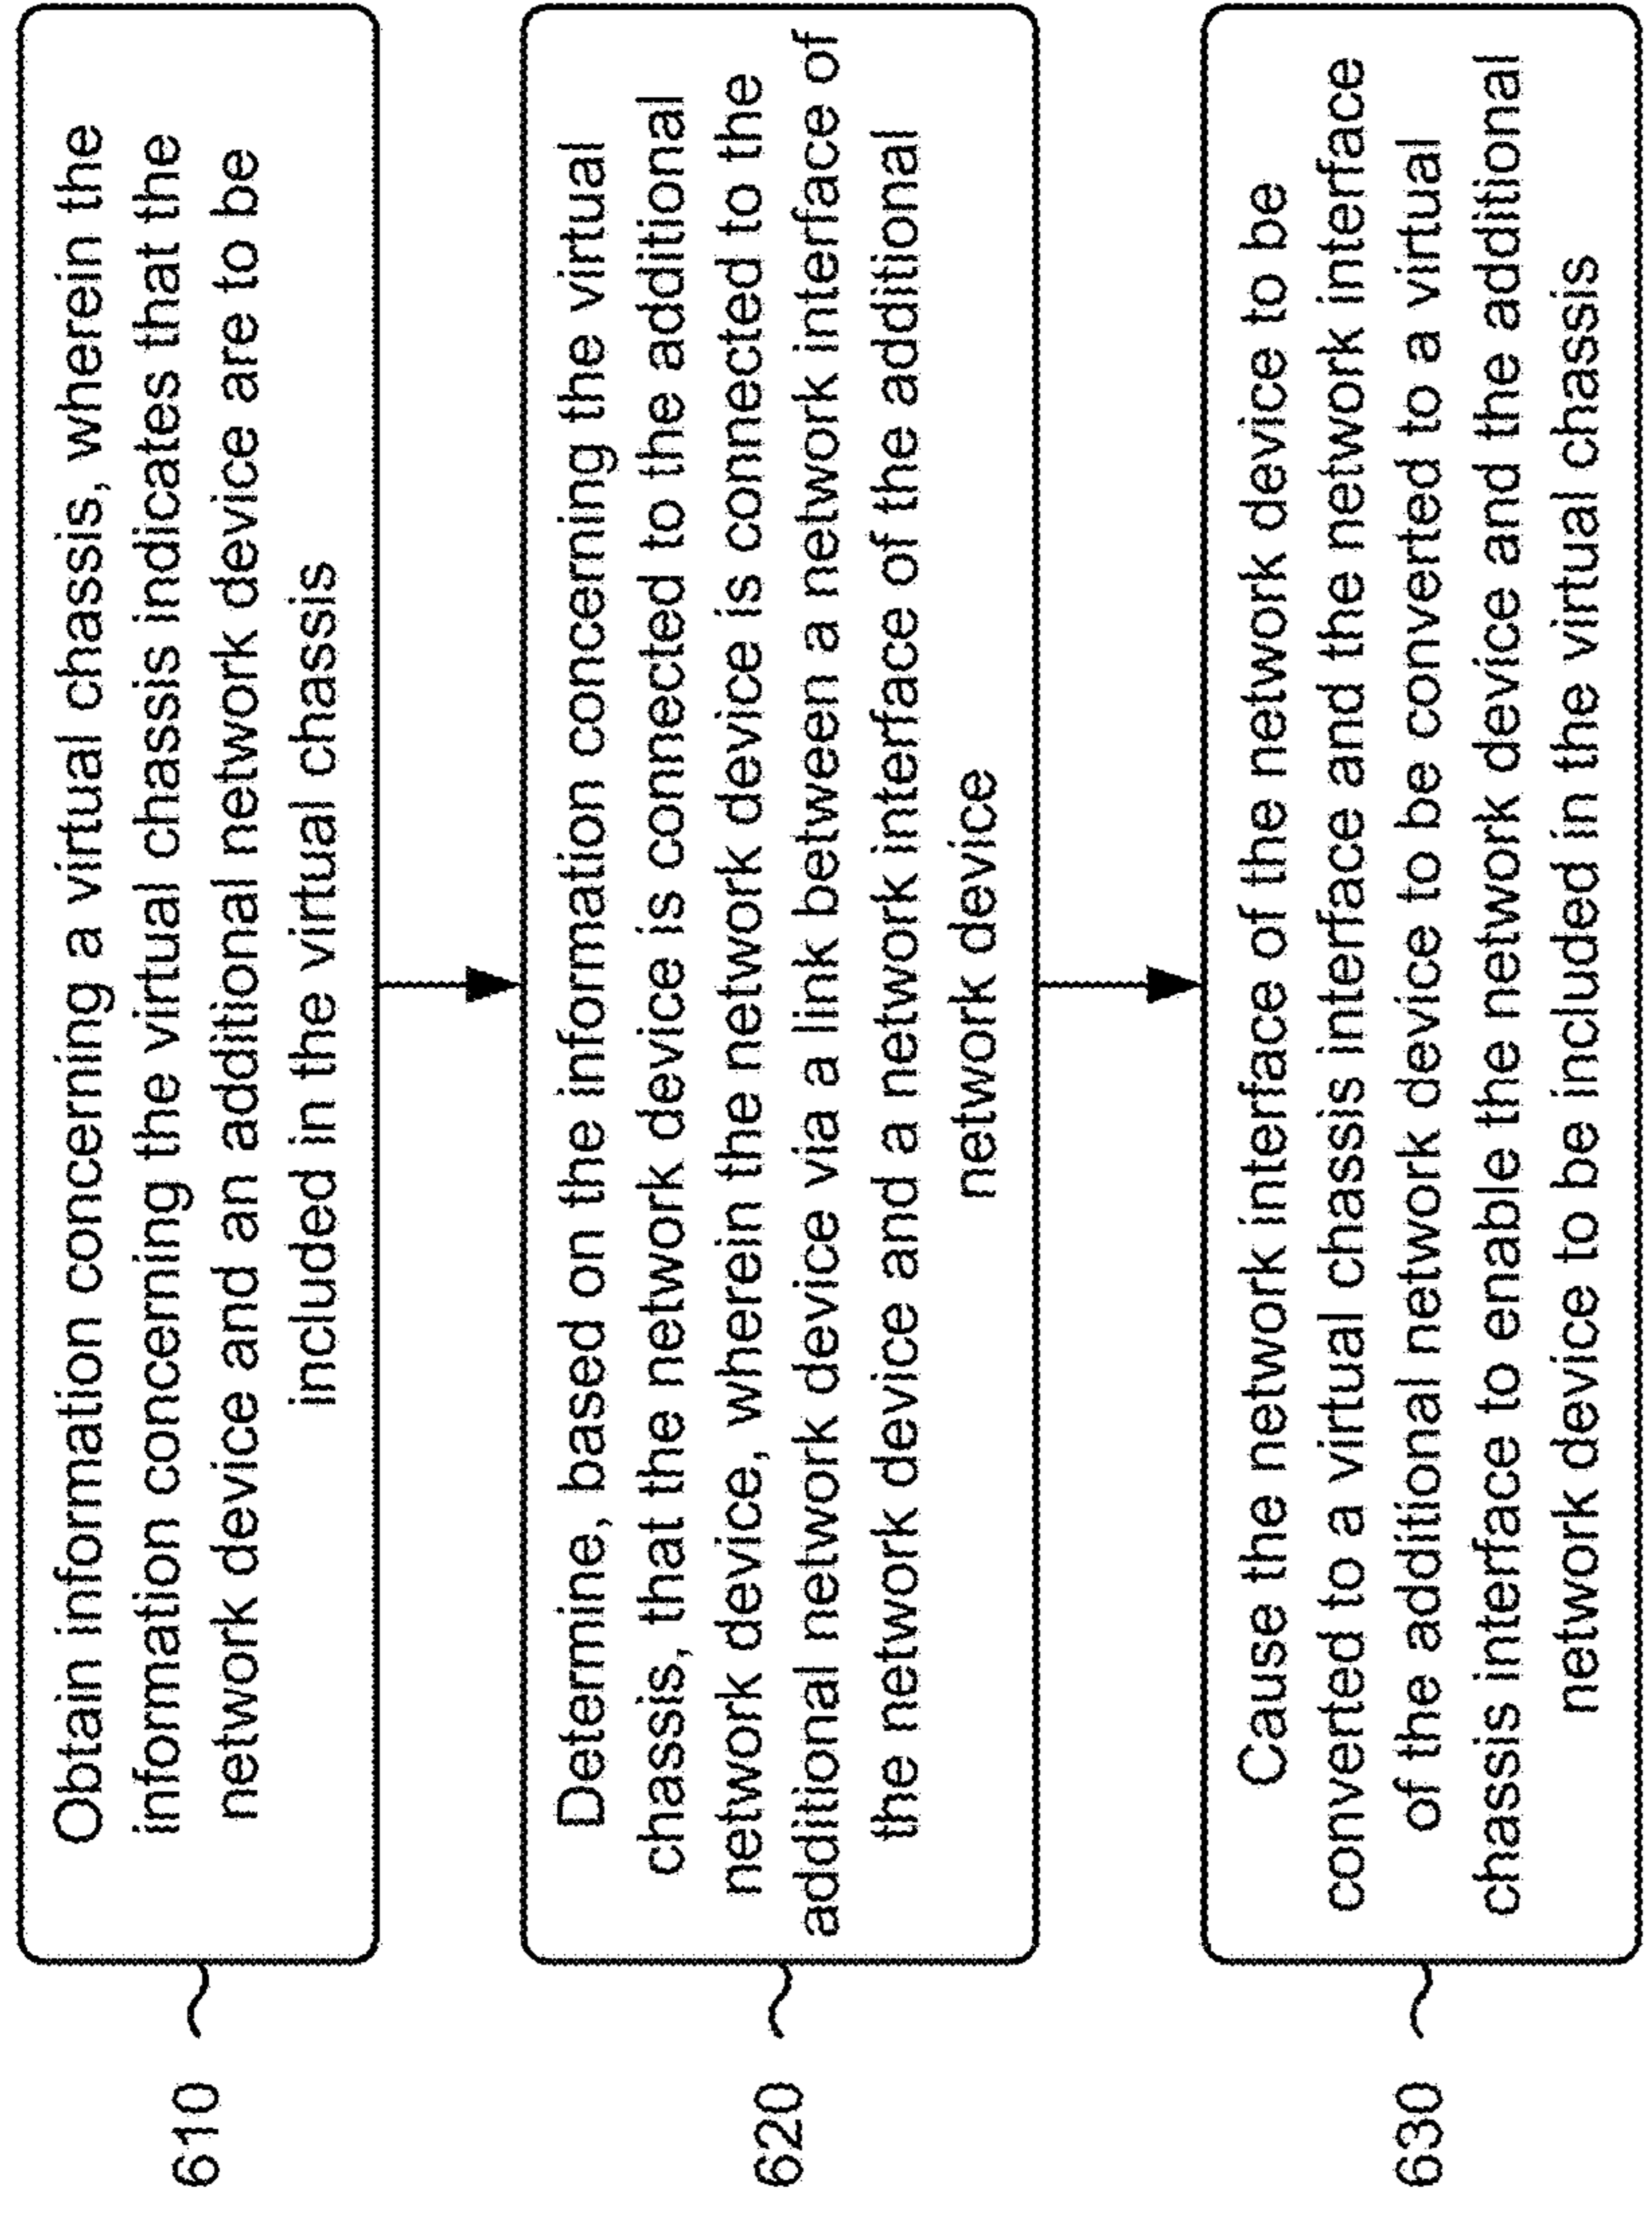 610
Obtain information concerning a virtual chassis, wherein the
information concerning the virtual chassis indicates that the
network device and an additional network device are to be
included in the virtual chassis
620
Determine, based on the information concerning the virtual
chassis, that the network device is connected to the additional
network device, wherein the network device is connected to the
additional network device via a link between a network interface of
the network device and a network interface of the additional
network device
630
Cause the network interface of the network device to be
converted to a virtual chassis interface and the network interface
of the additional network device to be converted to a virtual
chassis interface to enable the network device and the additional
network device to be included in the virtual chassis